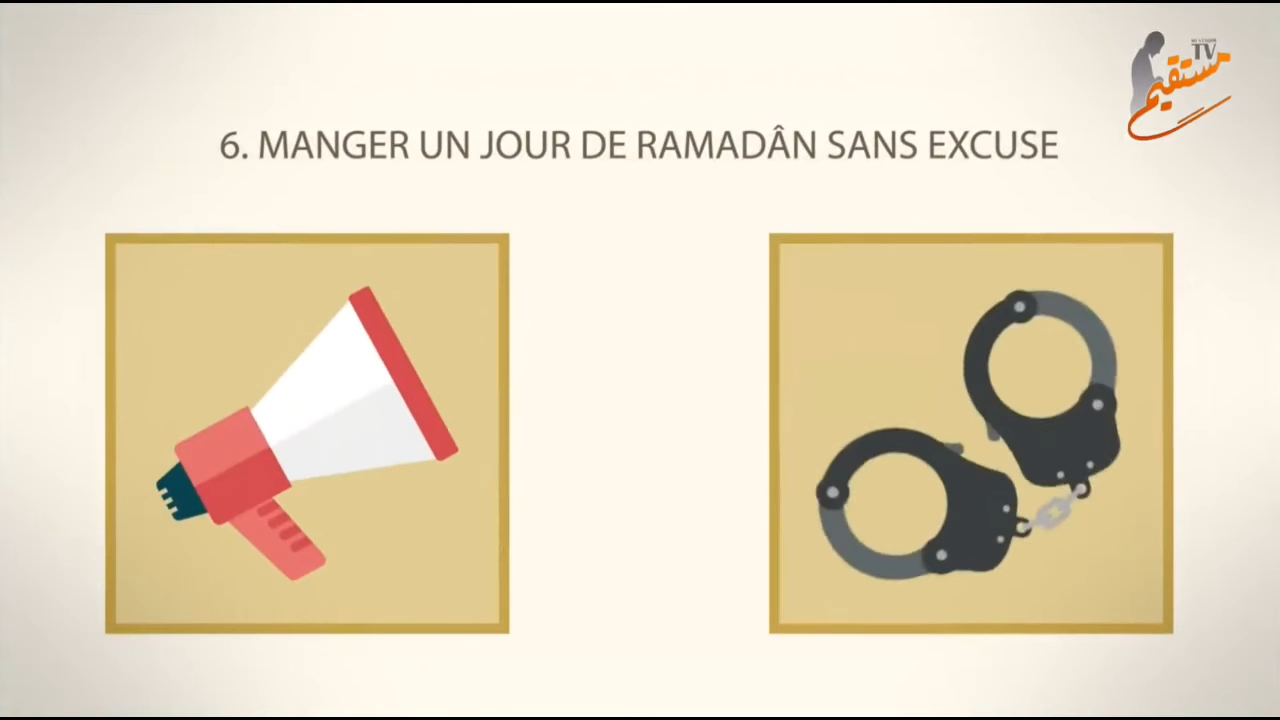 6. MANGER UN JOUR DE RAMADÂN SANS EXCUSE
TV
مستقيم